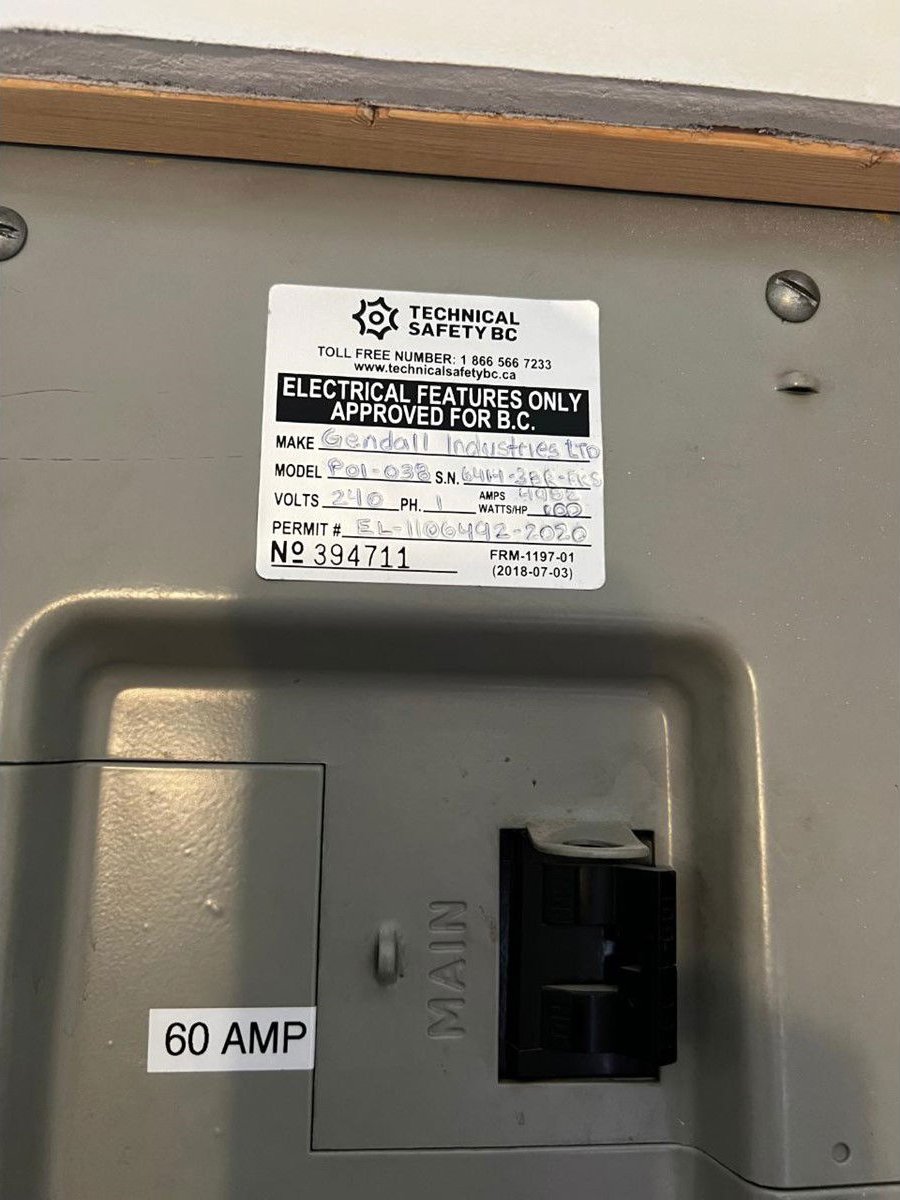 TECHNICAL
SAFETY BC
TOLL FREE NUMBER: 1 866 566 7233
www.technicalsafetybc.ca
ELECTRICAL FEATURES ONLY
APPROVED FOR B.C.
MAKE Gendall Industries LTD
MODEL P01-038 S.N.
VOLTS 240 PH. 1 AMPS
WATTS/HP
PERMIT # EL-1106492-2020
Nº 394711 FRM-1197-01
(2018-07-03)
MAIN
60 AMP